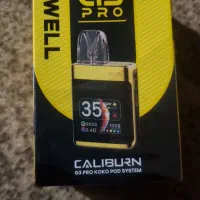 G3
PRO
WELL
35
CALIBURN
G3 PRO KOKO POD SYSTEM